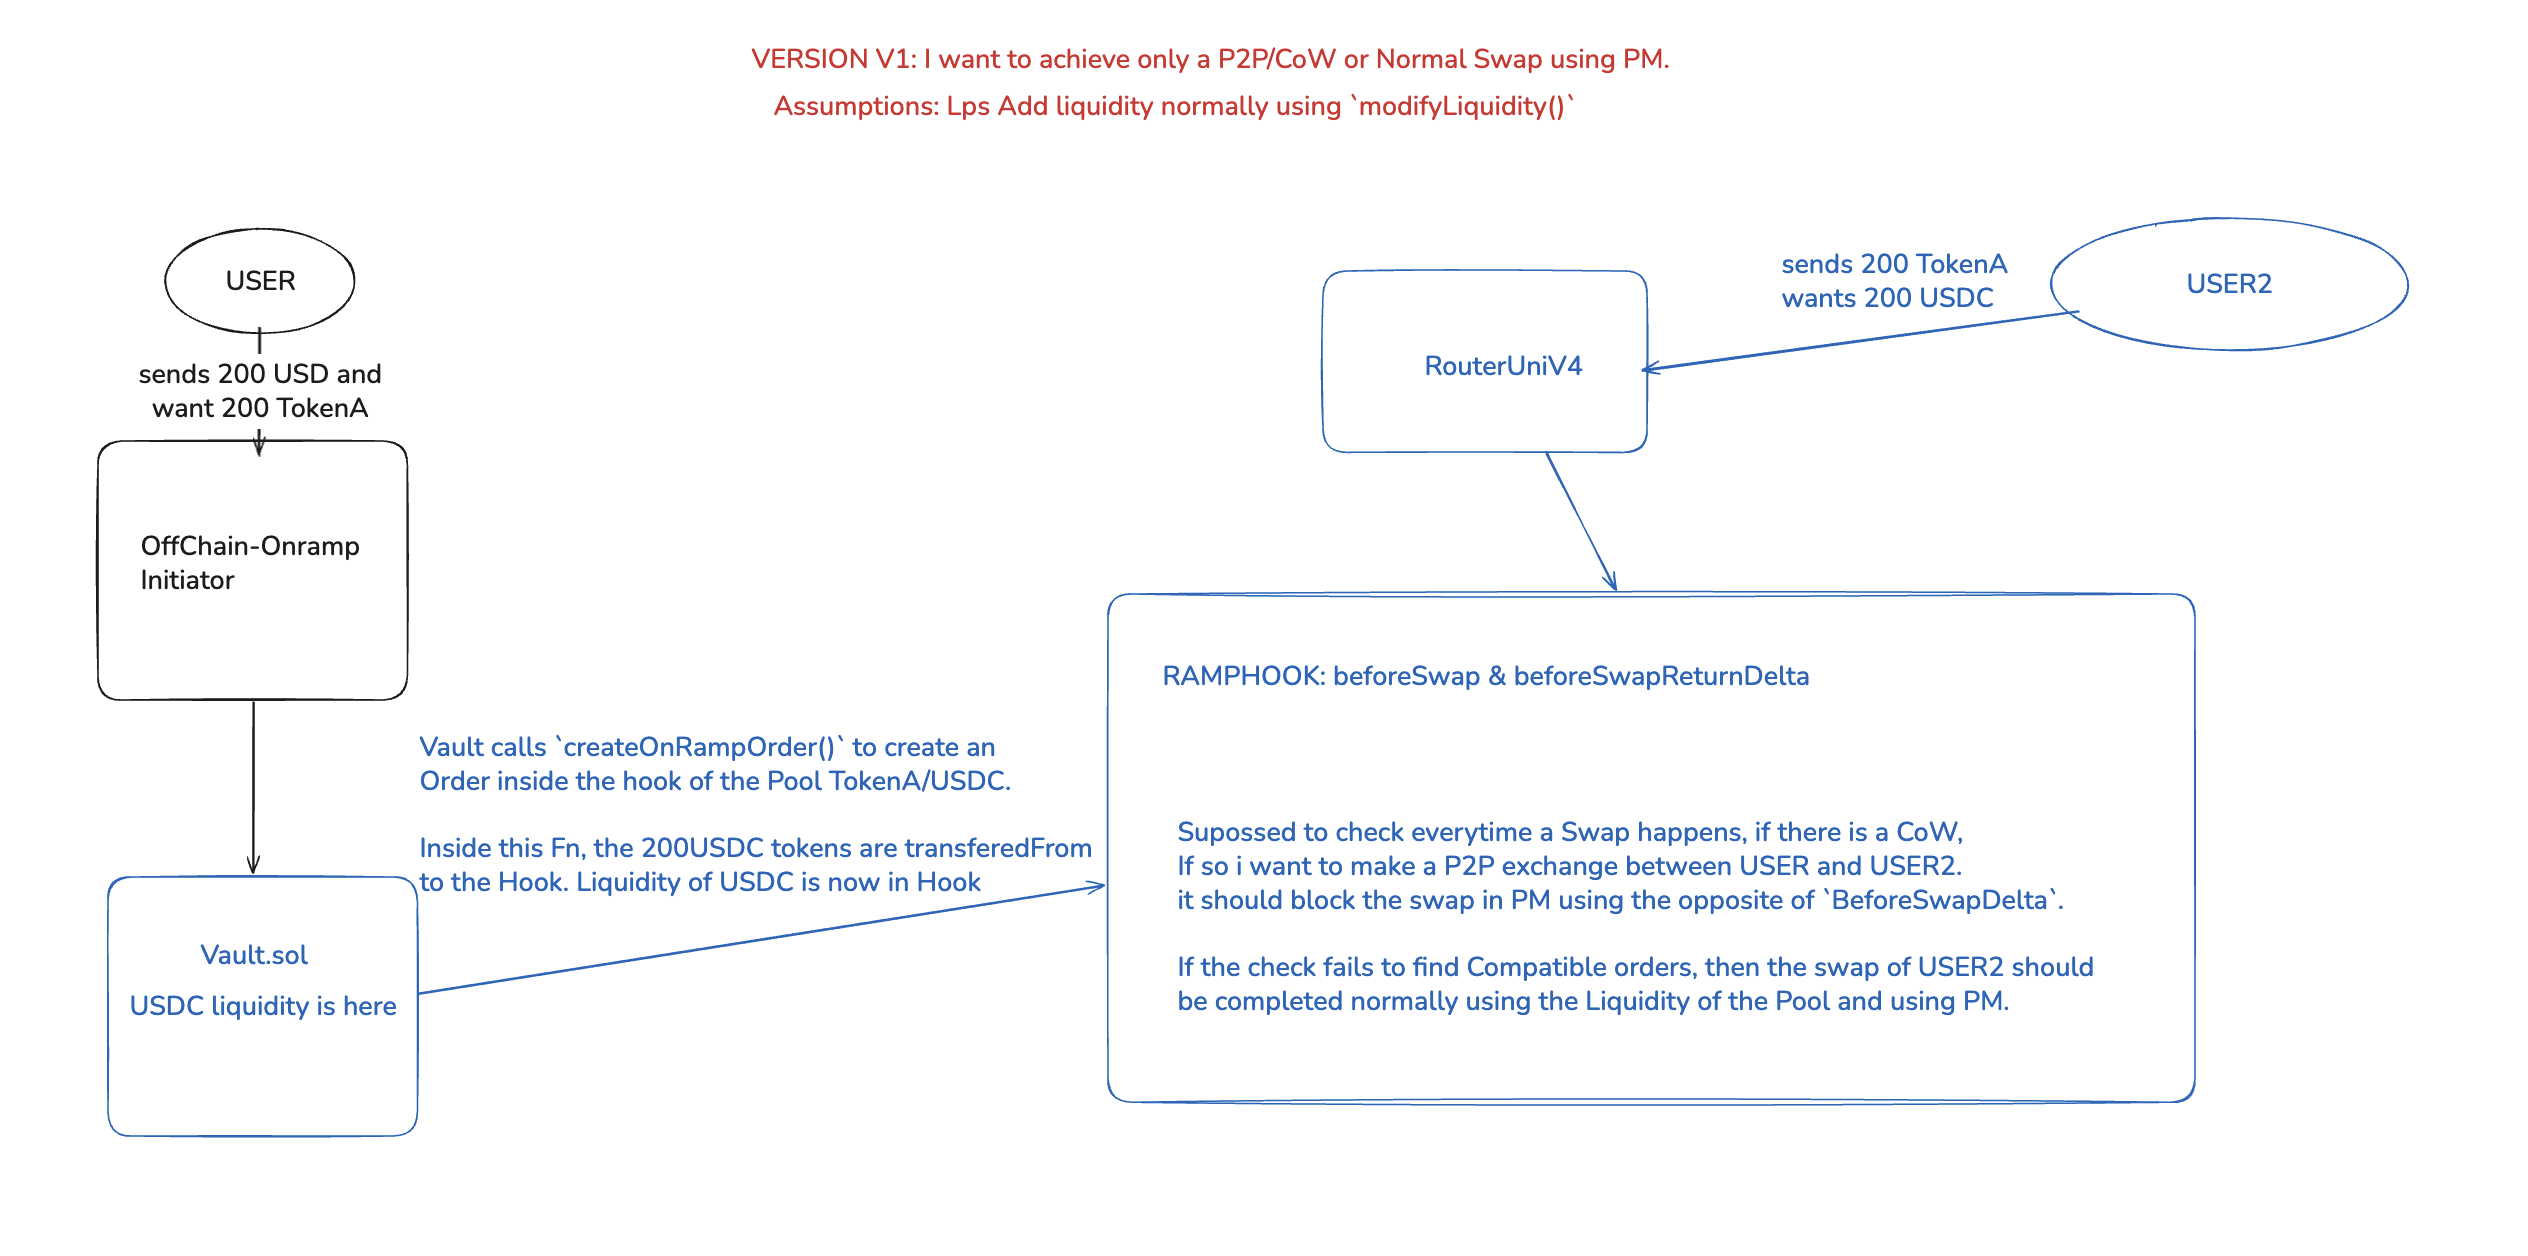 VERSION V1: I want to achieve only a P2P/CoW or Normal Swap using PM.
Assumptions: Lps Add liquidity normally using `modifyLiquidity()`
USER
sends 200 USD and
want 200 TokenA
OffChain-Onramp
Initiator
Vault calls `createOnRampOrder()` to create an
Order inside the hook of the Pool TokenA/USDC.
Inside this Fn, the 200USDC tokens are transferedFrom
to the Hook. Liquidity of USDC is now in Hook
Vault.sol
USDC liquidity is here
sends 200 TokenA
wants 200 USDC
USER2
RouterUniV4
RAMPHOOK: beforeSwap & beforeSwapReturnDelta
Supossed to check everytime a Swap happens, if there is a CoW,
If so i want to make a P2P exchange between USER and USER2.
it should block the swap in PM using the opposite of `BeforeSwapDelta`.
If the check fails to find Compatible orders, then the swap of USER2 should
be completed normally using the Liquidity of the Pool and using PM.